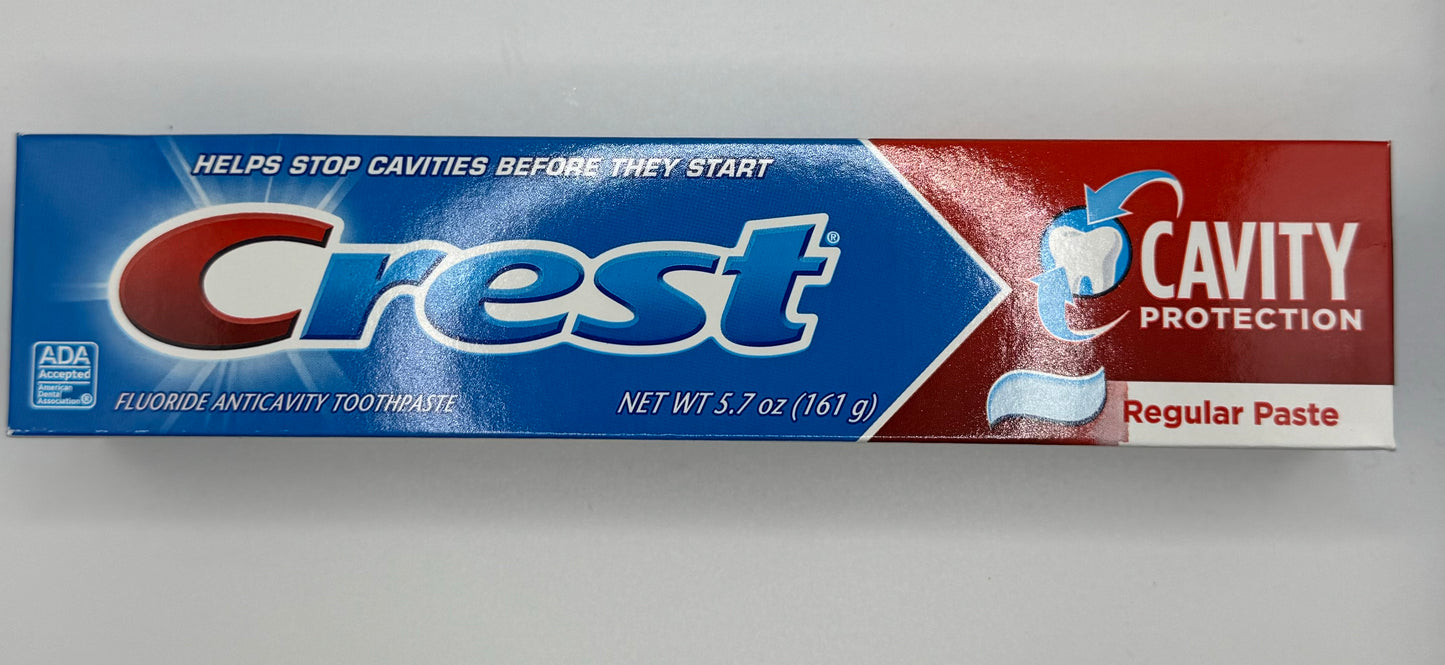 HELPS STOP CAVITIES BEFORE THEY START
Crest®
ADA
Accepted
American
Dental
Association®
FLUORIDE ANTICAVITY TOOTHPASTE
NET WT 5.7 oz (161 g)
CAVITY
PROTECTION
Regular Paste